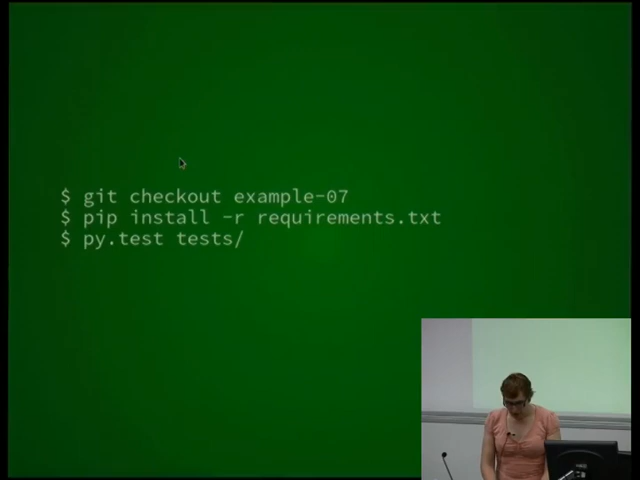 $ git checkout example-07
$ pip install -r requirements.txt
$ py.test tests/